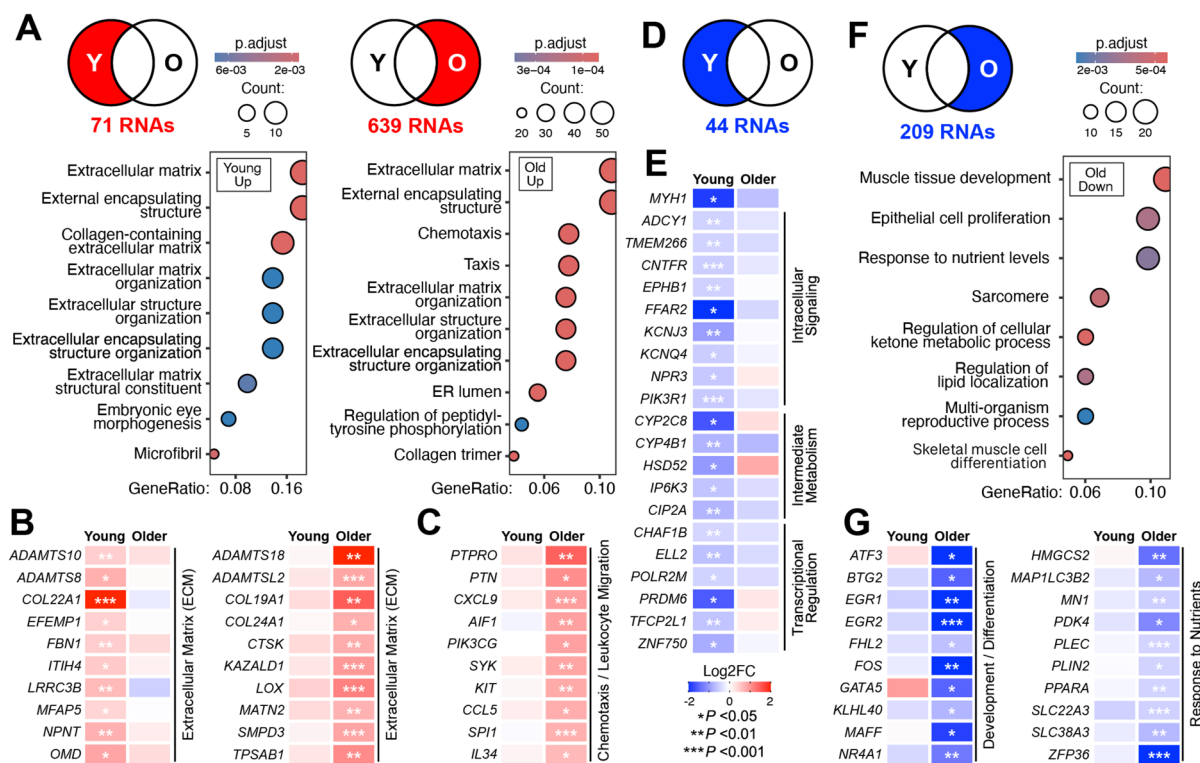 A
Y
O
71 RNAs
p.adjust
6e-03
2e-03
Count:
5
10
Extracellular matrix
External encapsulating
structure
Collagen-containing
extracellular matrix
Extracellular matrix
organization
Extracellular structure
organization
Extracellular encapsulating
structure organization
Extracellular matrix
structural constituent
Embryonic eye
morphogenesis
Microfibril
Young
Up
GeneRatio:
0.08
0.16
Y
O
639 RNAs
p.adjust
3e-04
1e-04
Count:
20
30
40
50
Extracellular matrix
External encapsulating
structure
Chemotaxis
Taxis
Extracellular matrix
organization
Extracellular structure
organization
Extracellular encapsulating
structure organization
ER lumen
Regulation of peptidyl-
tyrosine phosphorylation
Collagen trimer
Old
Up
GeneRatio:
0.06
0.10
B
Young
Older
ADAMTS10
**
ADAMTS8
*
COL22A1
***
EFEMP1
*
FBN1
**
ITIH4
*
LRRC3B
**
MFAP5
*
NPNT
**
OMD
*
Extracellular Matrix (ECM)
Young
Older
ADAMTS18
**
ADAMTSL2
***
COL19A1
**
COL24A1
*
CTSK
**
KAZALD1
***
LOX
***
MATN2
**
SMPD3
***
TPSAB1
**
Extracellular Matrix (ECM)
C
Young
Older
PTPRO
**
PTN
*
CXCL9
***
AIF1
**
PIK3CG
*
SYK
**
KIT
**
CCL5
*
SPI1
***
IL34
*
Chemotaxis / Leukocyte Migration
D
Y
O
44 RNAs
E
Young
Older
MYH1
*
ADCY1
**
TMEM266
**
CNTFR
***
EPHB1
**
FFAR2
*
KCNJ3
**
KCNQ4
*
NPR3
*
PIK3R1
***
Intracellular
Signaling
CYP2C8
*
CYP4B1
**
HSD52
*
IP6K3
*
CIP2A
**
Intermediate
Metabolism
CHAF1B
**
ELL2
**
POLR2M
*
PRDM6
*
TFCP2L1
**
ZNF750
*
Transcriptional
Regulation
Log2FC
-2
0
2
*P <0.05
**P <0.01
***P <0.001
F
Y
O
209 RNAs
p.adjust
2e-03
5e-04
Count:
10
15
20
Muscle tissue development
Epithelial cell proliferation
Response to nutrient levels
Sarcomere
Regulation of cellular
ketone metabolic process
Regulation of
lipid localization
Multi-organism
reproductive process
Skeletal muscle cell
differentiation
Old
Down
GeneRatio:
0.06
0.10
G
Young
Older
ATF3
*
BTG2
*
EGR1
**
EGR2
***
FHL2
*
FOS
**
GATA5
*
KLHL40
*
MAFF
*
NR4A1
**
Development / Differentiation
Young
Older
HMGCS2
**
MAP1LC3B2
*
MN1
**
PDK4
*
PLEC
***
PLIN2
*
PPARA
**
SLC22A3
***
SLC38A3
**
ZFP36
***
Response to Nutrients